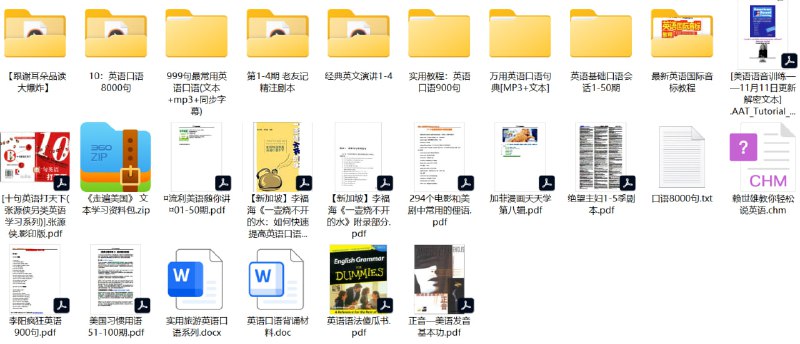 【跟谢耳朵品读
大爆炸】
10：英语口语
8000句
999句最常用英
语口语(文本
+mp3+同步字
幕)
第1-4期 老友记
精注剧本
经典英文演讲1-4
实用教程：英语
口语900句
万用英语口语句
典[MP3+文本]
英语基础口语会
话1-50期
最新英语国际音
标教程
[美语语音训练—
—11月11日更新
解密文本]
.AAT_Tutorial_...
[十句英语打天下(
张源侠另类英语
学习系列)].张源
侠.影印版.pdf
360
ZIP
《走遍美国》 文
本学习资料包.zip
¤流利英语频你讲
¤01-50期.pdf
【新加坡】李福
海《一壶烧不开
的水：如何快速
提高英语口语...
【新加坡】李福
海《一壶烧不开
的水》附录部分.
pdf
294个电影和美
剧中常用的俚语.
pdf
加菲漫画天天学
第八期.pdf
绝望主妇1-5季剧
本.pdf
口语8000句.txt
?
CHM
赖世雄教你轻松
说英语.chm
李阳疯狂英语
900句.pdf
美国习惯用语
51-100期.pdf
W
实用旅游英语口
语系列.docx
W
英语口语背诵材
料.doc
English Grammar
FOR
DUMMIES
英语语法傻瓜书.
pdf
正音
正音—美语发音
基本功.pdf